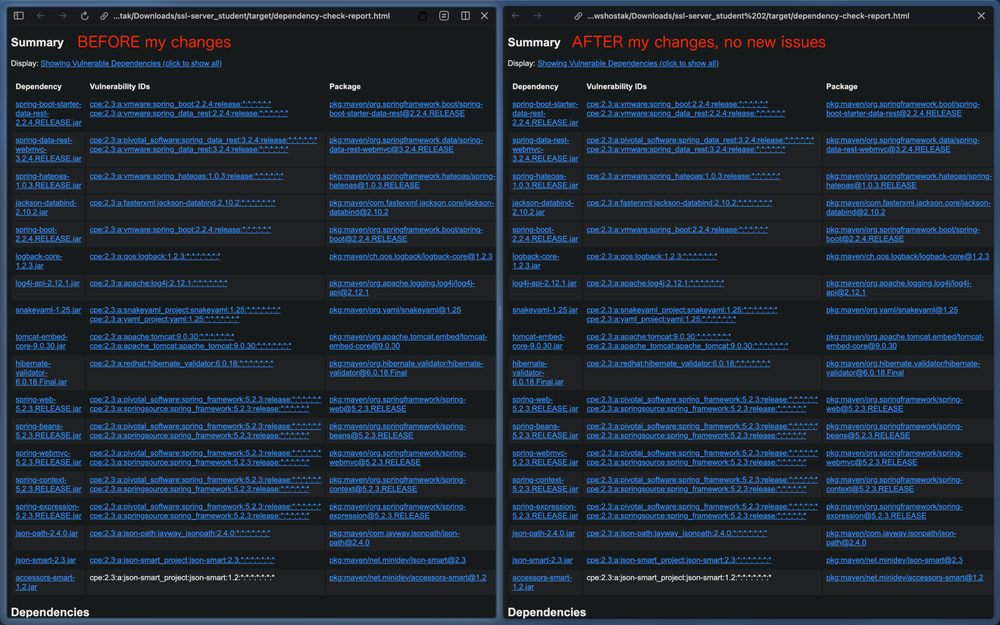 ...tak/Downloads/ssl-server_student/target/dependency-check-report.html
Summary BEFORE my changes
Display: Showing Vulnerable Dependencies (click to show all)
Dependency Vulnerability IDs Package
spring-boot-starter- cpe:2.3:a:vmware:spring_boot:2.2.4:release:*:*:*:*:*:* pkg:maven/org.springframework.boot/spring-
data-rest- cpe:2.3:a:vmware:spring_data_rest:2.2.4:release:*:*:*:*:*:* boot-starter-data-rest@2.2.4.RELEASE
2.2.4.RELEASE.jar
spring-data-rest- cpe:2.3:a:pivotal_software:spring_data_rest:3.2.4:release:*:*:*:*:*:* pkg:maven/org.springframework.data/spring-
webmvc- cpe:2.3:a:vmware:spring_data_rest:3.2.4:release:*:*:*:*:*:* data-rest-webmvc@3.2.4.RELEASE
3.2.4.RELEASE.jar
spring-hateoas- cpe:2.3:a:vmware:spring_hateoas:1.0.3:release:*:*:*:*:*:* pkg:maven/org.springframework.hateoas/spring-
1.0.3.RELEASE.jar hateoas@1.0.3.RELEASE
jackson-databind- cpe:2.3:a:fasterxml:jackson-databind:2.10.2:*:*:*:*:*:*:* pkg:maven/com.fasterxml.jackson.core/jackson-
2.10.2.jar databind@2.10.2
spring-boot- cpe:2.3:a:vmware:spring_boot:2.2.4:release:*:*:*:*:*:* pkg:maven/org.springframework.boot/spring-
2.2.4.RELEASE.jar boot@2.2.4.RELEASE
logback-core- cpe:2.3:a:qos:logback:1.2.3:*:*:*:*:*:*:* pkg:maven/ch.qos.logback/logback-core@1.2.3
1.2.3.jar
log4j-api-2.12.1.jar cpe:2.3:a:apache:log4j:2.12.1:*:*:*:*:*:*:* pkg:maven/org.apache.logging.log4j/log4j-
api@2.12.1
snakeyaml-1.25.jar cpe:2.3:a:snakeyaml_project:snakeyaml:1.25:*:*:*:*:*:*:* pkg:maven/org.yaml/snakeyaml@1.25
cpe:2.3:a:yaml_project:yaml:1.25:*:*:*:*:*:*:*
tomcat-embed- cpe:2.3:a:apache:tomcat:9.0.30:*:*:*:*:*:*:* pkg:maven/org.apache.tomcat.embed/tomcat-
core-9.0.30.jar cpe:2.3:a:apache_tomcat:apache_tomcat:9.0.30:*:*:*:*:*:*:* embed-core@9.0.30
hibernate- cpe:2.3:a:redhat:hibernate_validator:6.0.18:*:*:*:*:*:*:* pkg:maven/org.hibernate.validator/hibernate-
validator- validator@6.0.18.Final
6.0.18.Final.jar
spring-web- cpe:2.3:a:pivotal_software:spring_framework:5.2.3:release:*:*:*:*:*:* pkg:maven/org.springframework/spring-
5.2.3.RELEASE.jar cpe:2.3:a:springsource:spring_framework:5.2.3:release:*:*:*:*:*:* web@5.2.3.RELEASE
spring-beans- cpe:2.3:a:pivotal_software:spring_framework:5.2.3:release:*:*:*:*:*:* pkg:maven/org.springframework/spring-
5.2.3.RELEASE.jar cpe:2.3:a:springsource:spring_framework:5.2.3:release:*:*:*:*:*:* beans@5.2.3.RELEASE
spring-webmvc- cpe:2.3:a:pivotal_software:spring_framework:5.2.3:release:*:*:*:*:*:* pkg:maven/org.springframework/spring-
5.2.3.RELEASE.jar cpe:2.3:a:springsource:spring_framework:5.2.3:release:*:*:*:*:*:* webmvc@5.2.3.RELEASE
spring-context- cpe:2.3:a:pivotal_software:spring_framework:5.2.3:release:*:*:*:*:*:* pkg:maven/org.springframework/spring-
5.2.3.RELEASE.jar cpe:2.3:a:springsource:spring_framework:5.2.3:release:*:*:*:*:*:* context@5.2.3.RELEASE
spring-expression- cpe:2.3:a:pivotal_software:spring_framework:5.2.3:release:*:*:*:*:*:* pkg:maven/org.springframework/spring-
5.2.3.RELEASE.jar cpe:2.3:a:springsource:spring_framework:5.2.3:release:*:*:*:*:*:* expression@5.2.3.RELEASE
json-path-2.4.0.jar cpe:2.3:a:json-path:jayway_jsonpath:2.4.0:*:*:*:*:*:*:* pkg:maven/com.jayway.jsonpath/json-
path@2.4.0
json-smart-2.3.jar cpe:2.3:a:json-smart_project:json-smart:2.3:*:*:*:*:*:*:* pkg:maven/net.minidev/json-smart@2.3
accessors-smart- cpe:2.3:a:json-smart_project:json-smart:1.2:*:*:*:*:*:*:* pkg:maven/net.minidev/accessors-smart@1.2
1.2.jar
Dependencies
...wshostak/Downloads/ssl-server_student%202/target/dependency-check-report.html
Summary AFTER my changes, no new issues
Display: Showing Vulnerable Dependencies (click to show all)
Dependency Vulnerability IDs Package
spring-boot-starter- cpe:2.3:a:vmware:spring_boot:2.2.4:release:*:*:*:*:*:* pkg:maven/org.springframework.boot/spring-
data-rest- cpe:2.3:a:vmware:spring_data_rest:2.2.4:release:*:*:*:*:*:* boot-starter-data-rest@2.2.4.RELEASE
2.2.4.RELEASE.jar
spring-data-rest- cpe:2.3:a:pivotal_software:spring_data_rest:3.2.4:release:*:*:*:*:*:* pkg:maven/org.springframework.data/spring-
webmvc- cpe:2.3:a:vmware:spring_data_rest:3.2.4:release:*:*:*:*:*:* data-rest-webmvc@3.2.4.RELEASE
3.2.4.RELEASE.jar
spring-hateoas- cpe:2.3:a:vmware:spring_hateoas:1.0.3:release:*:*:*:*:*:* pkg:maven/org.springframework.hateoas/spring-
1.0.3.RELEASE.jar hateoas@1.0.3.RELEASE
jackson-databind- cpe:2.3:a:fasterxml:jackson-databind:2.10.2:*:*:*:*:*:*:* pkg:maven/com.fasterxml.jackson.core/jackson-
2.10.2.jar databind@2.10.2
spring-boot- cpe:2.3:a:vmware:spring_boot:2.2.4:release:*:*:*:*:*:* pkg:maven/org.springframework.boot/spring-
2.2.4.RELEASE.jar boot@2.2.4.RELEASE
logback-core- cpe:2.3:a:qos:logback:1.2.3:*:*:*:*:*:*:* pkg:maven/ch.qos.logback/logback-core@1.2.3
1.2.3.jar
log4j-api-2.12.1.jar cpe:2.3:a:apache:log4j:2.12.1:*:*:*:*:*:*:* pkg:maven/org.apache.logging.log4j/log4j-
api@2.12.1
snakeyaml-1.25.jar cpe:2.3:a:snakeyaml_project:snakeyaml:1.25:*:*:*:*:*:*:* pkg:maven/org.yaml/snakeyaml@1.25
cpe:2.3:a:yaml_project:yaml:1.25:*:*:*:*:*:*:*
tomcat-embed- cpe:2.3:a:apache:tomcat:9.0.30:*:*:*:*:*:*:* pkg:maven/org.apache.tomcat.embed/tomcat-
core-9.0.30.jar cpe:2.3:a:apache_tomcat:apache_tomcat:9.0.30:*:*:*:*:*:*:* embed-core@9.0.30
hibernate- cpe:2.3:a:redhat:hibernate_validator:6.0.18:*:*:*:*:*:*:* pkg:maven/org.hibernate.validator/hibernate-
validator- validator@6.0.18.Final
6.0.18.Final.jar
spring-web- cpe:2.3:a:pivotal_software:spring_framework:5.2.3:release:*:*:*:*:*:* pkg:maven/org.springframework/spring-
5.2.3.RELEASE.jar cpe:2.3:a:springsource:spring_framework:5.2.3:release:*:*:*:*:*:* web@5.2.3.RELEASE
spring-beans- cpe:2.3:a:pivotal_software:spring_framework:5.2.3:release:*:*:*:*:*:* pkg:maven/org.springframework/spring-
5.2.3.RELEASE.jar cpe:2.3:a:springsource:spring_framework:5.2.3:release:*:*:*:*:*:* beans@5.2.3.RELEASE
spring-webmvc- cpe:2.3:a:pivotal_software:spring_framework:5.2.3:release:*:*:*:*:*:* pkg:maven/org.springframework/spring-
5.2.3.RELEASE.jar cpe:2.3:a:springsource:spring_framework:5.2.3:release:*:*:*:*:*:* webmvc@5.2.3.RELEASE
spring-context- cpe:2.3:a:pivotal_software:spring_framework:5.2.3:release:*:*:*:*:*:* pkg:maven/org.springframework/spring-
5.2.3.RELEASE.jar cpe:2.3:a:springsource:spring_framework:5.2.3:release:*:*:*:*:*:* context@5.2.3.RELEASE
spring-expression- cpe:2.3:a:pivotal_software:spring_framework:5.2.3:release:*:*:*:*:*:* pkg:maven/org.springframework/spring-
5.2.3.RELEASE.jar cpe:2.3:a:springsource:spring_framework:5.2.3:release:*:*:*:*:*:* expression@5.2.3.RELEASE
json-path-2.4.0.jar cpe:2.3:a:json-path:jayway_jsonpath:2.4.0:*:*:*:*:*:*:* pkg:maven/com.jayway.jsonpath/json-
path@2.4.0
json-smart-2.3.jar cpe:2.3:a:json-smart_project:json-smart:2.3:*:*:*:*:*:*:* pkg:maven/net.minidev/json-smart@2.3
accessors-smart- cpe:2.3:a:json-smart_project:json-smart:1.2:*:*:*:*:*:*:* pkg:maven/net.minidev/accessors-smart@1.2
1.2.jar
Dependencies